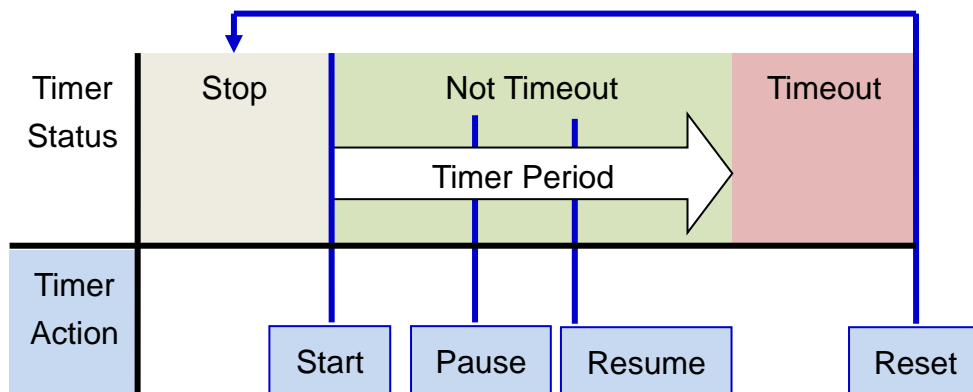 Timer
Status
Stop
Not Timeout
Timeout
Timer Period
Timer
Action
Start
Pause
Resume
Reset